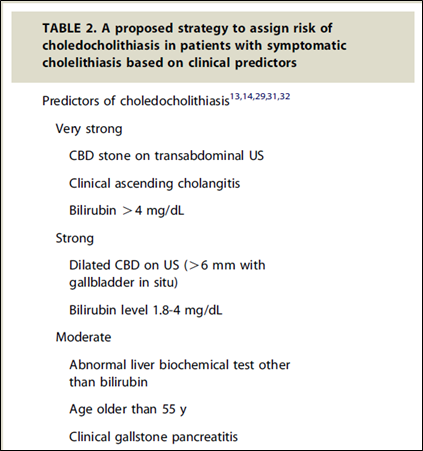 TABLE 2. A proposed strategy to assign risk of
choledocholithiasis in patients with symptomatic
cholelithiasis based on clinical predictors
Predictors of choledocholithiasis13,14,29,31,32
Very strong
CBD stone on transabdominal US
Clinical ascending cholangitis
Bilirubin >4 mg/dL
Strong
Dilated CBD on US (>6 mm with
gallbladder in situ)
Bilirubin level 1.8-4 mg/dL
Moderate
Abnormal liver biochemical test other
than bilirubin
Age older than 55 y
Clinical gallstone pancreatitis